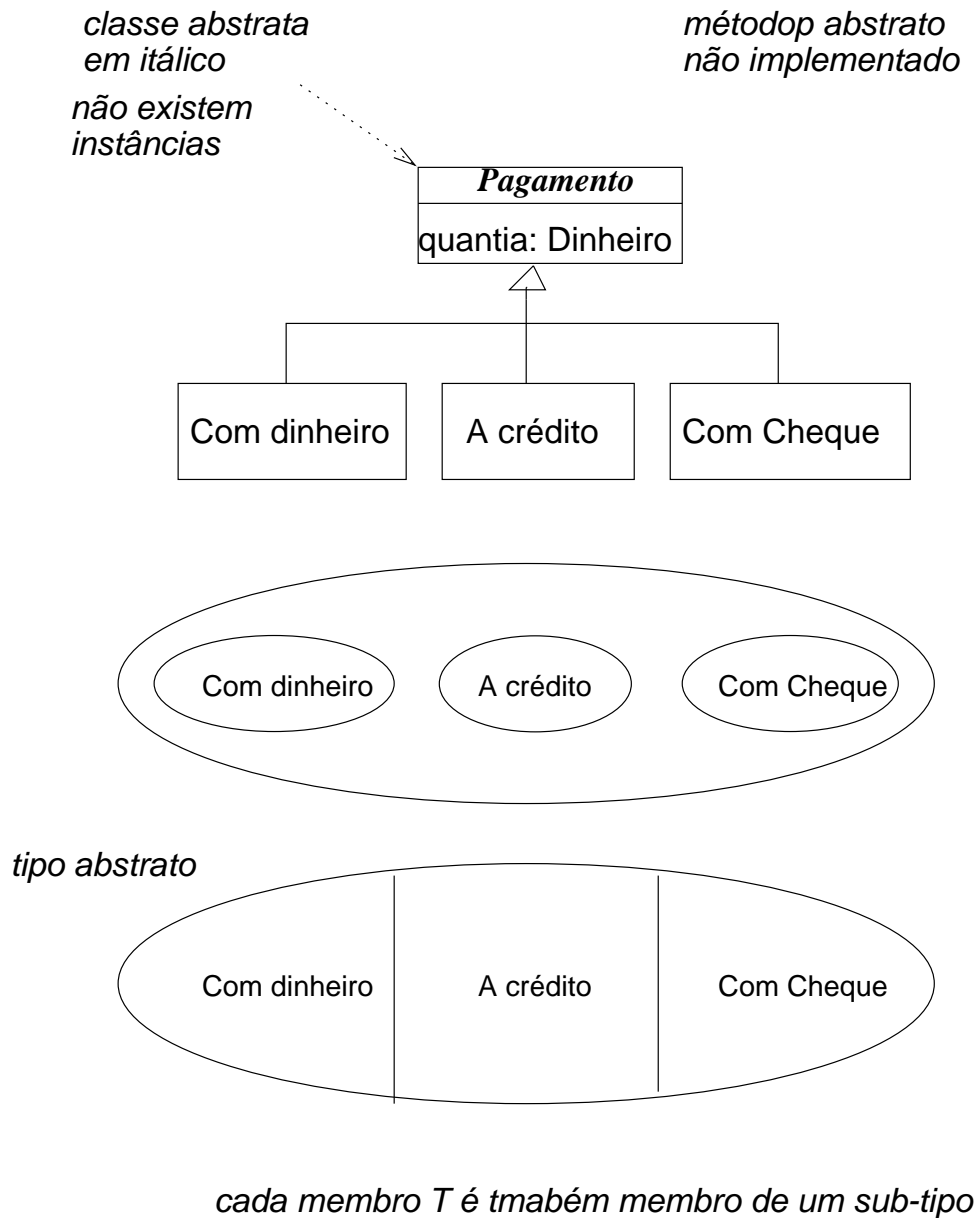 classe abstrata
em itálico
não existem
instâncias
métodop abstrato
não implementado
Pagamento
quantia: Dinheiro
Com dinheiro
A crédito
Com Cheque
Com dinheiro
A crédito
Com Cheque
tipo abstrato
Com dinheiro
A crédito
Com Cheque
cada membro T é tmabém membro de um sub-tipo